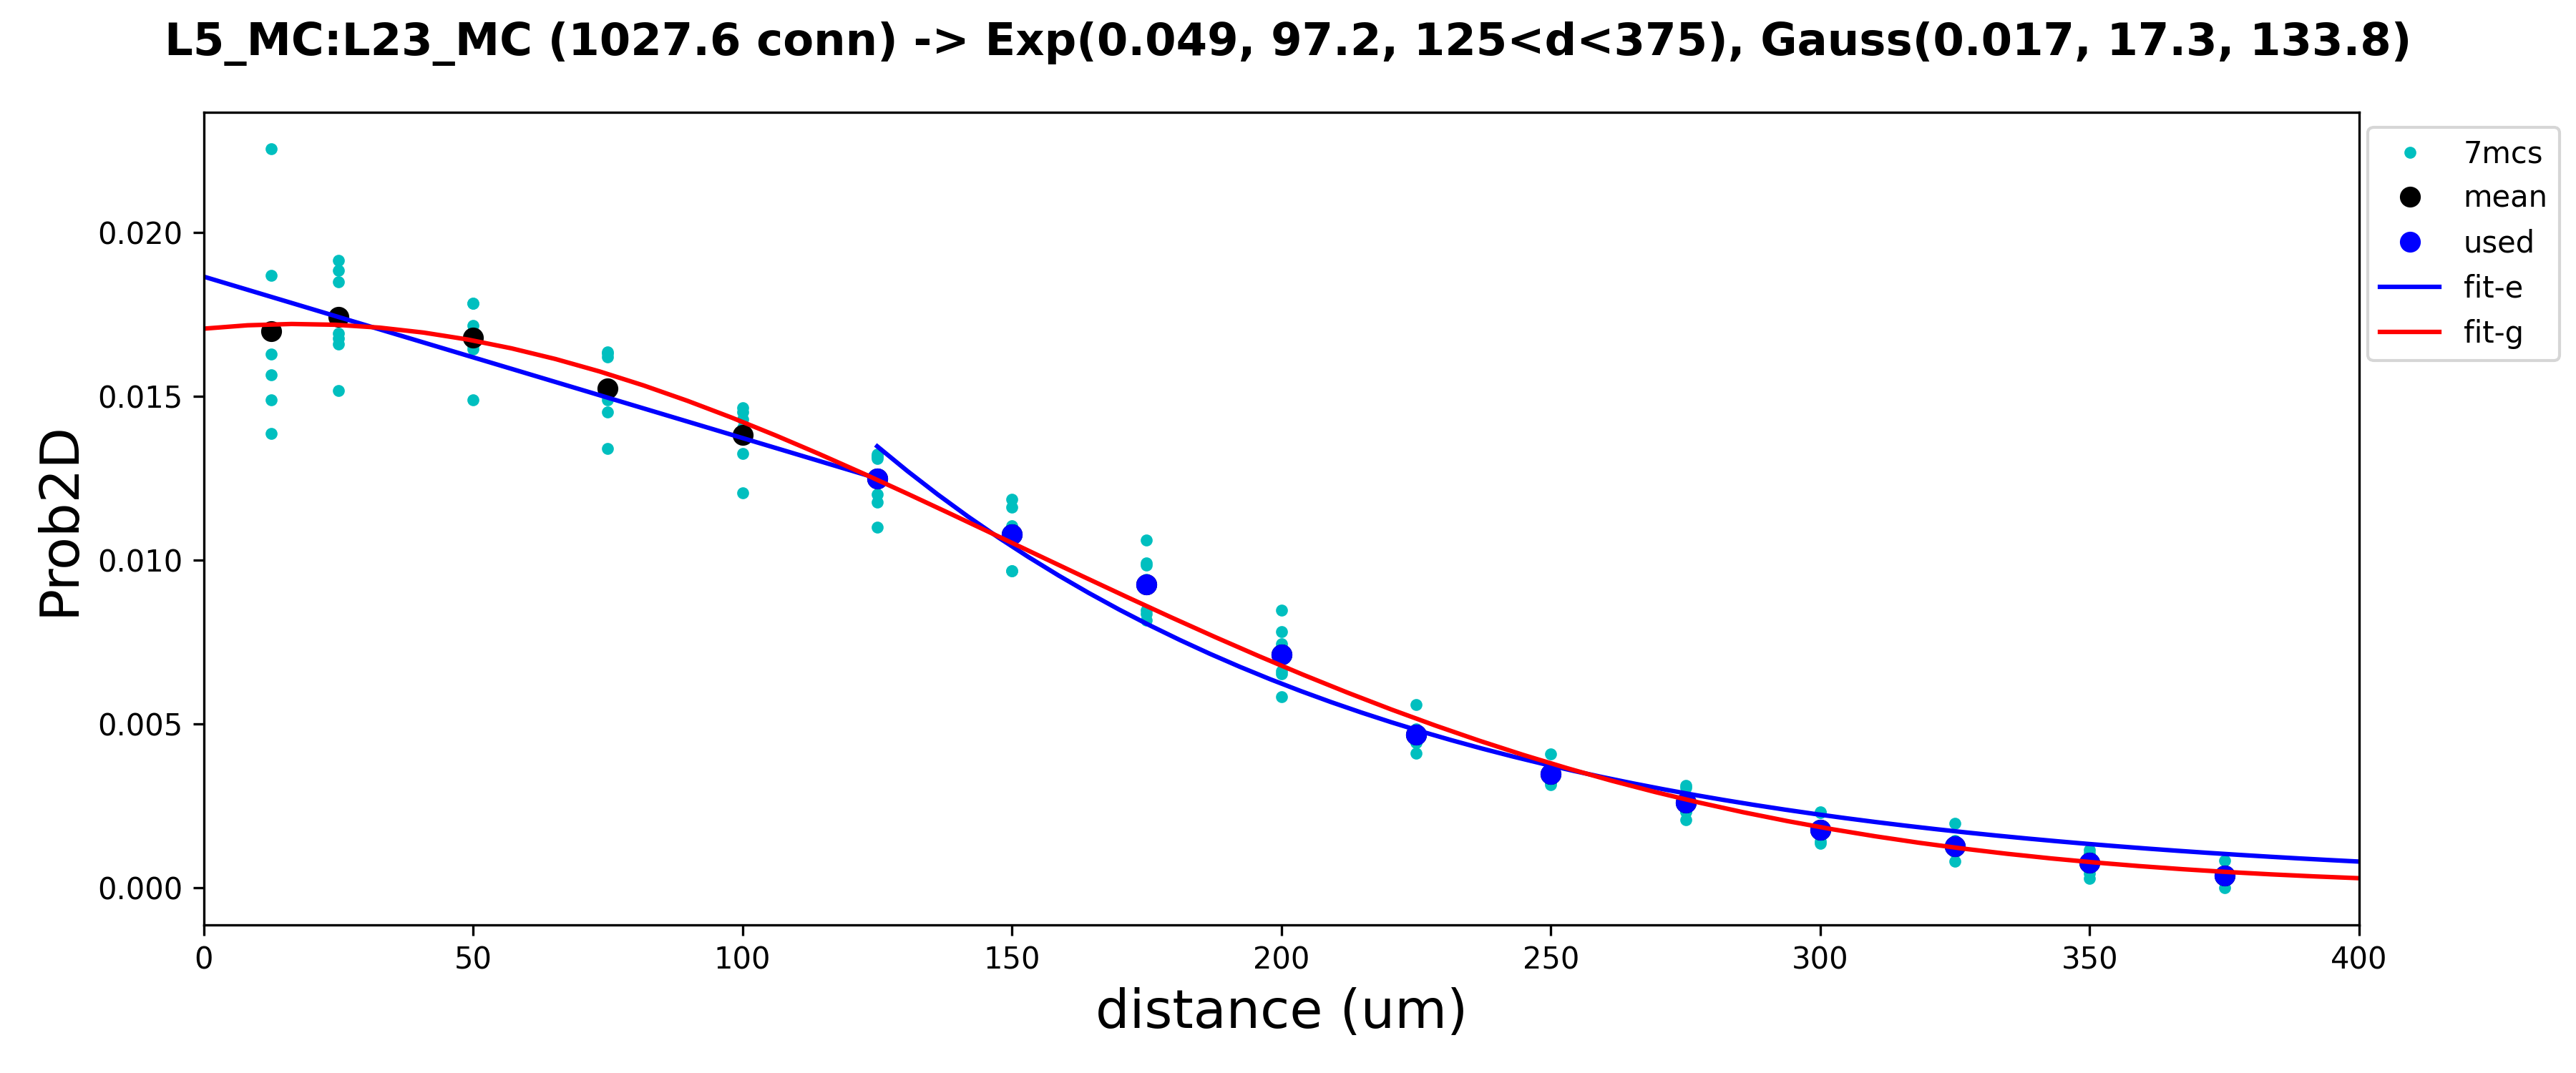 L5_MC:L23_MC (1027.6 conn) -> Exp(0.049, 97.2, 125<d<375), Gauss(0.017, 17.3, 133.8)
7mcs
mean
used
fit-e
fit-g
0.020
0.015
0.010
0.005
0.000
Prob2D
0 50 100 150 200 250 300 350 400
distance (um)